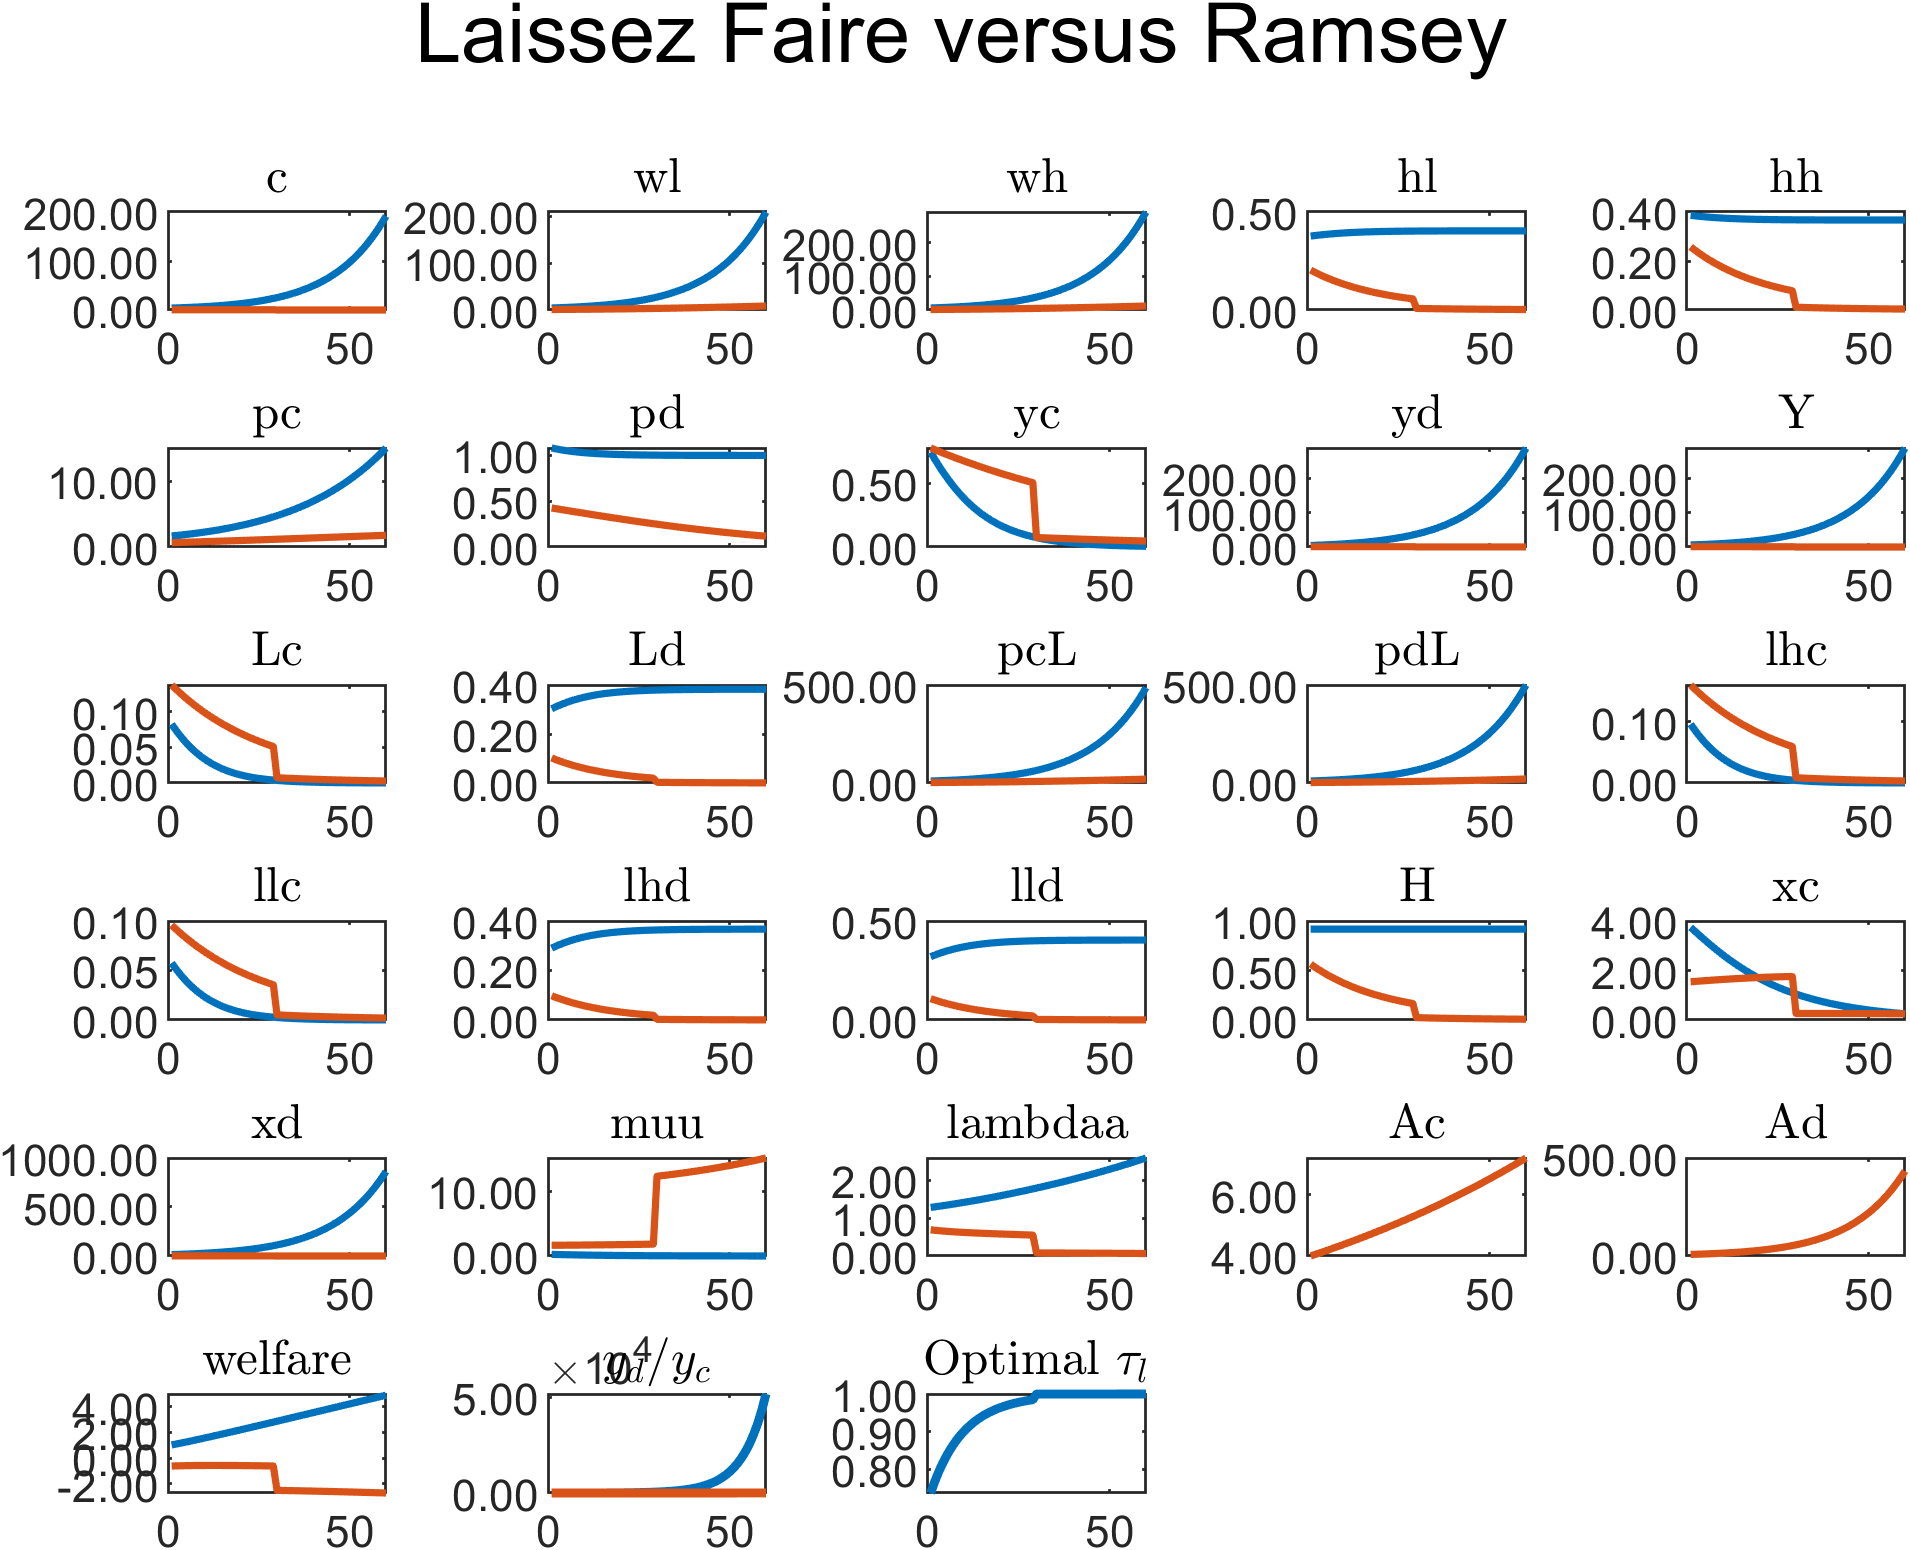 Laissez Faire versus Ramsey
c wl wh hl hh
200.00 200.00 200.00 0.50 0.40
100.00 100.00 100.00 0.20
0.00 0.00 0.00 0.00 0.00
0 50 0 50 0 50 0 50 0 50
pc pd yc yd Y
10.00 1.00 0.50 200.00 200.00
0.50 100.00 100.00
0.00 0.00 0.00 0.00 0.00
0 50 0 50 0 50 0 50 0 50
Lc Ld pcL pdL lhc
0.10 0.40 500.00 500.00 0.10
0.05 0.20
0.00 0.00 0.00 0.00 0.00
0 50 0 50 0 50 0 50 0 50
llc lhd lld H xc
0.10 0.40 0.50 1.00 4.00
0.05 0.20 0.50 2.00
0.00 0.00 0.00 0.00 0.00
0 50 0 50 0 50 0 50 0 50
xd muu lambdaa Ac Ad
1000.00 10.00 2.00 6.00 500.00
500.00 1.00
0.00 0.00 0.00 4.00 0.00
0 50 0 50 0 50 0 50 0 50
welfare y_d/y_c Optimal τ_l
×10^4
4.00 5.00 1.00
2.00 0.90
0.00 0.80
-2.00 0.00
0 50 0 50 0 50